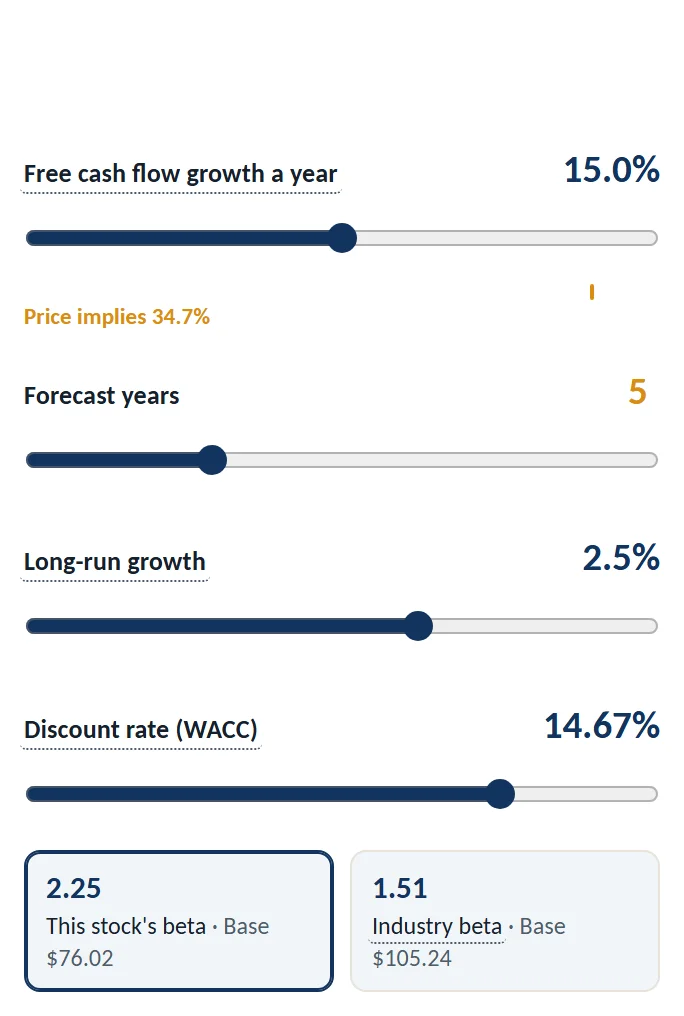 Free cash flow growth a year
15.0%
Price implies 34.7%
Forecast years
5
Long-run growth
2.5%
Discount rate (WACC)
14.67%
2.25
This stock's beta · Base
$76.02
1.51
Industry beta · Base
$105.24